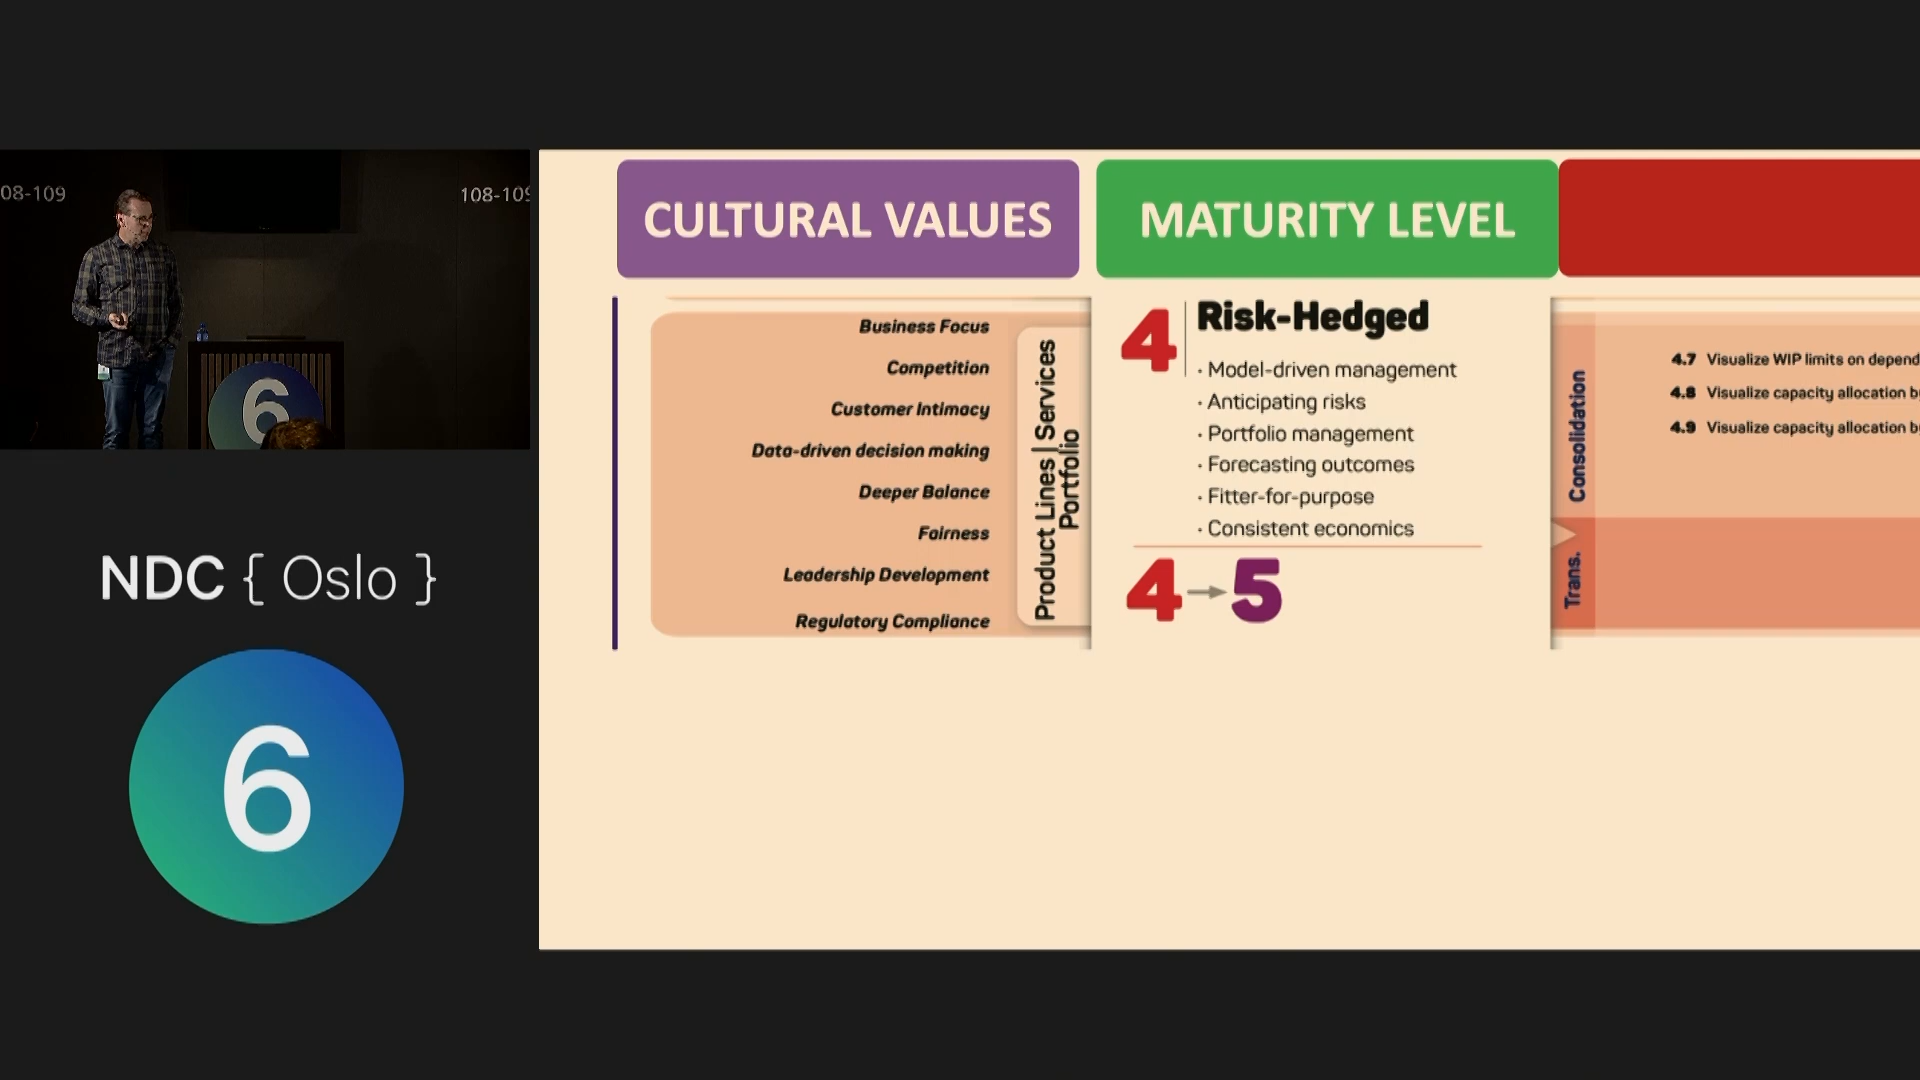 08-109
108-109
6
NDC { Oslo }
6
CULTURAL VALUES
MATURITY LEVEL
Business Focus
Competition
Customer Intimacy
Data-driven decision making
Deeper Balance
Fairness
Leadership Development
Regulatory Compliance
Product Lines | Services
Portfolio
4 Risk-Hedged
· Model-driven management
· Anticipating risks
· Portfolio management
· Forecasting outcomes
· Fitter-for-purpose
· Consistent economics
4→5
Consolidation
Trans.
4.7 Visualize WIP limits on depend
4.8 Visualize capacity allocation b
4.9 Visualize capacity allocation b